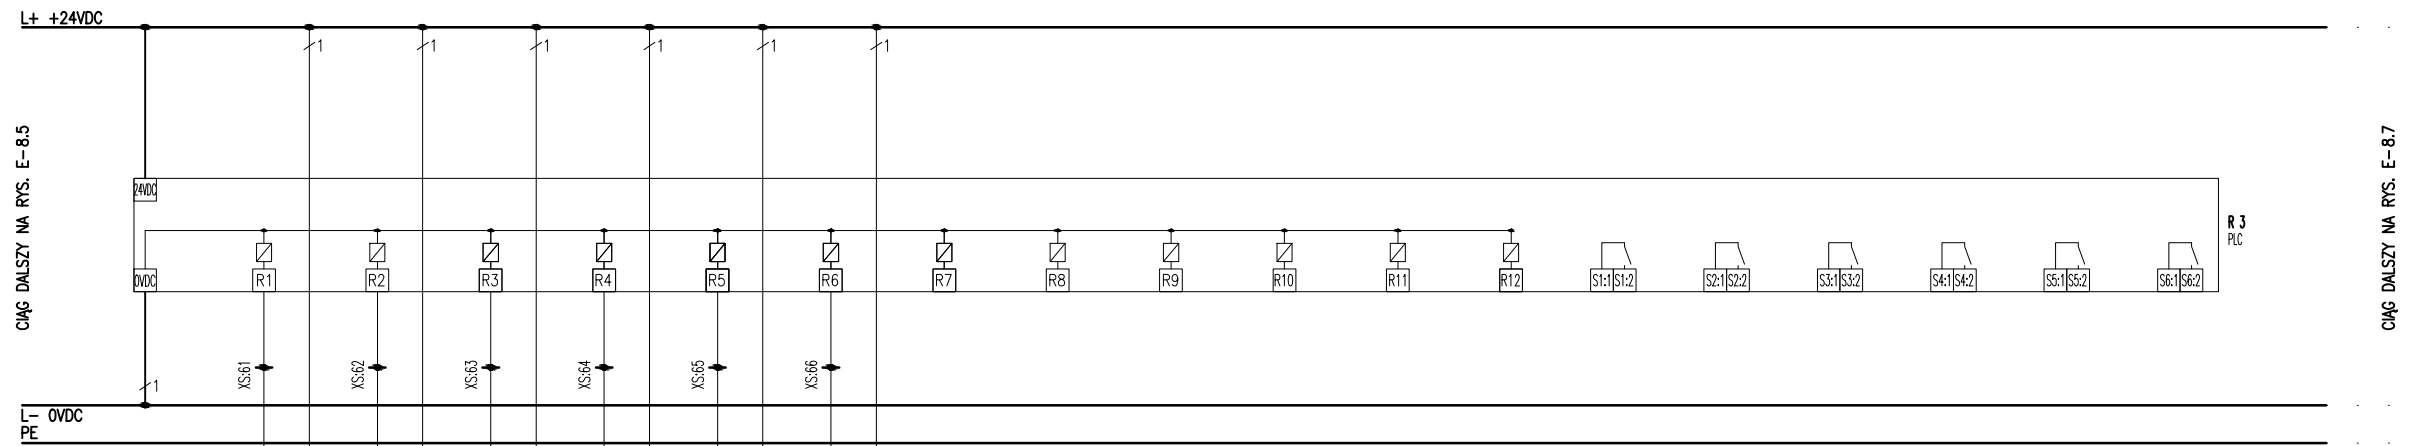 L+ +24VDC
1 1 1 1 1 1
CIĄG DALSZY NA RYS. E-8.5
CIĄG DALSZY NA RYS. E-8.7
24VDC
R 3
PLC
0VDC R1 R2 R3 R4 R5 R6 R7 R8 R9 R10 R11 R12 S1:1 S1:2 S2:1 S2:2 S3:1 S3:2 S4:1 S4:2 S5:1 S5:2 S6:1 S6:2
XS:61 XS:62 XS:63 XS:64 XS:65 XS:66
1
L- 0VDC
PE